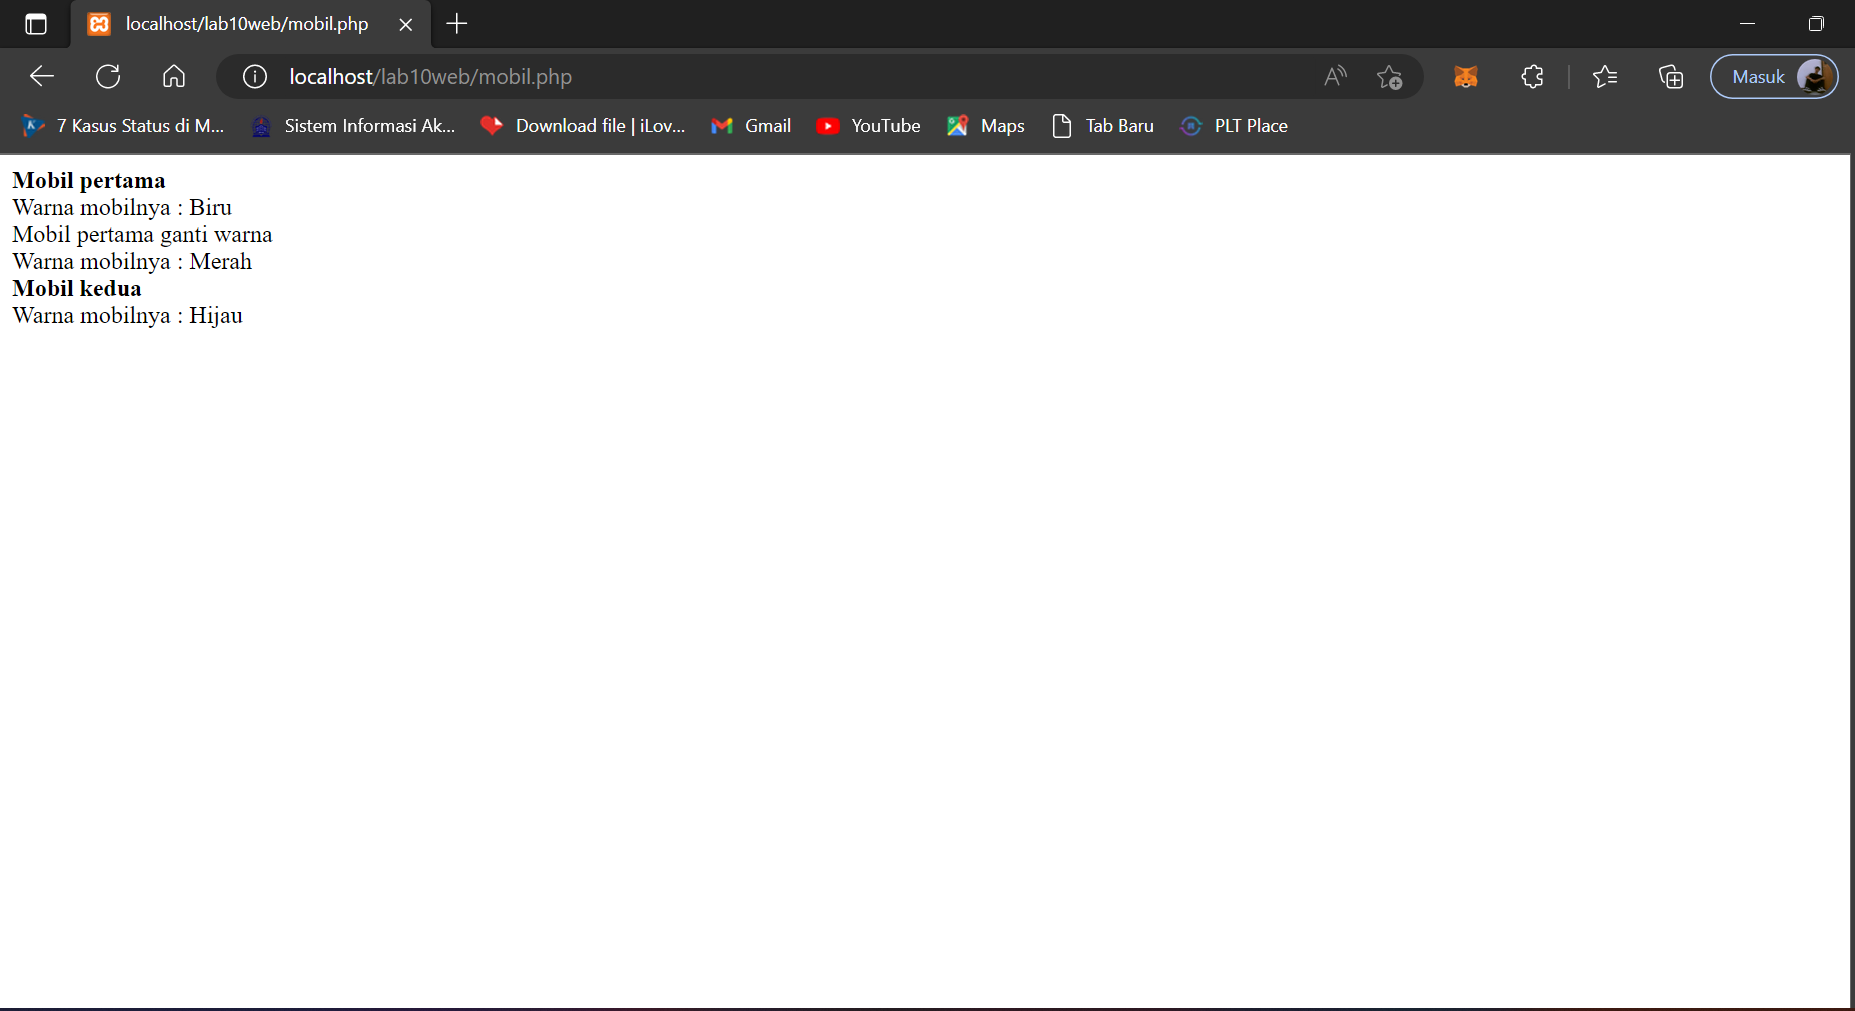 localhost/lab10web/mobil.php
localhost/lab10web/mobil.php
Masuk
7 Kasus Status di M...
Sistem Informasi Ak...
Download file | iLov...
Gmail
YouTube
Maps
Tab Baru
PLT Place
Mobil pertama
Warna mobilnya : Biru
Mobil pertama ganti warna
Warna mobilnya : Merah
Mobil kedua
Warna mobilnya : Hijau